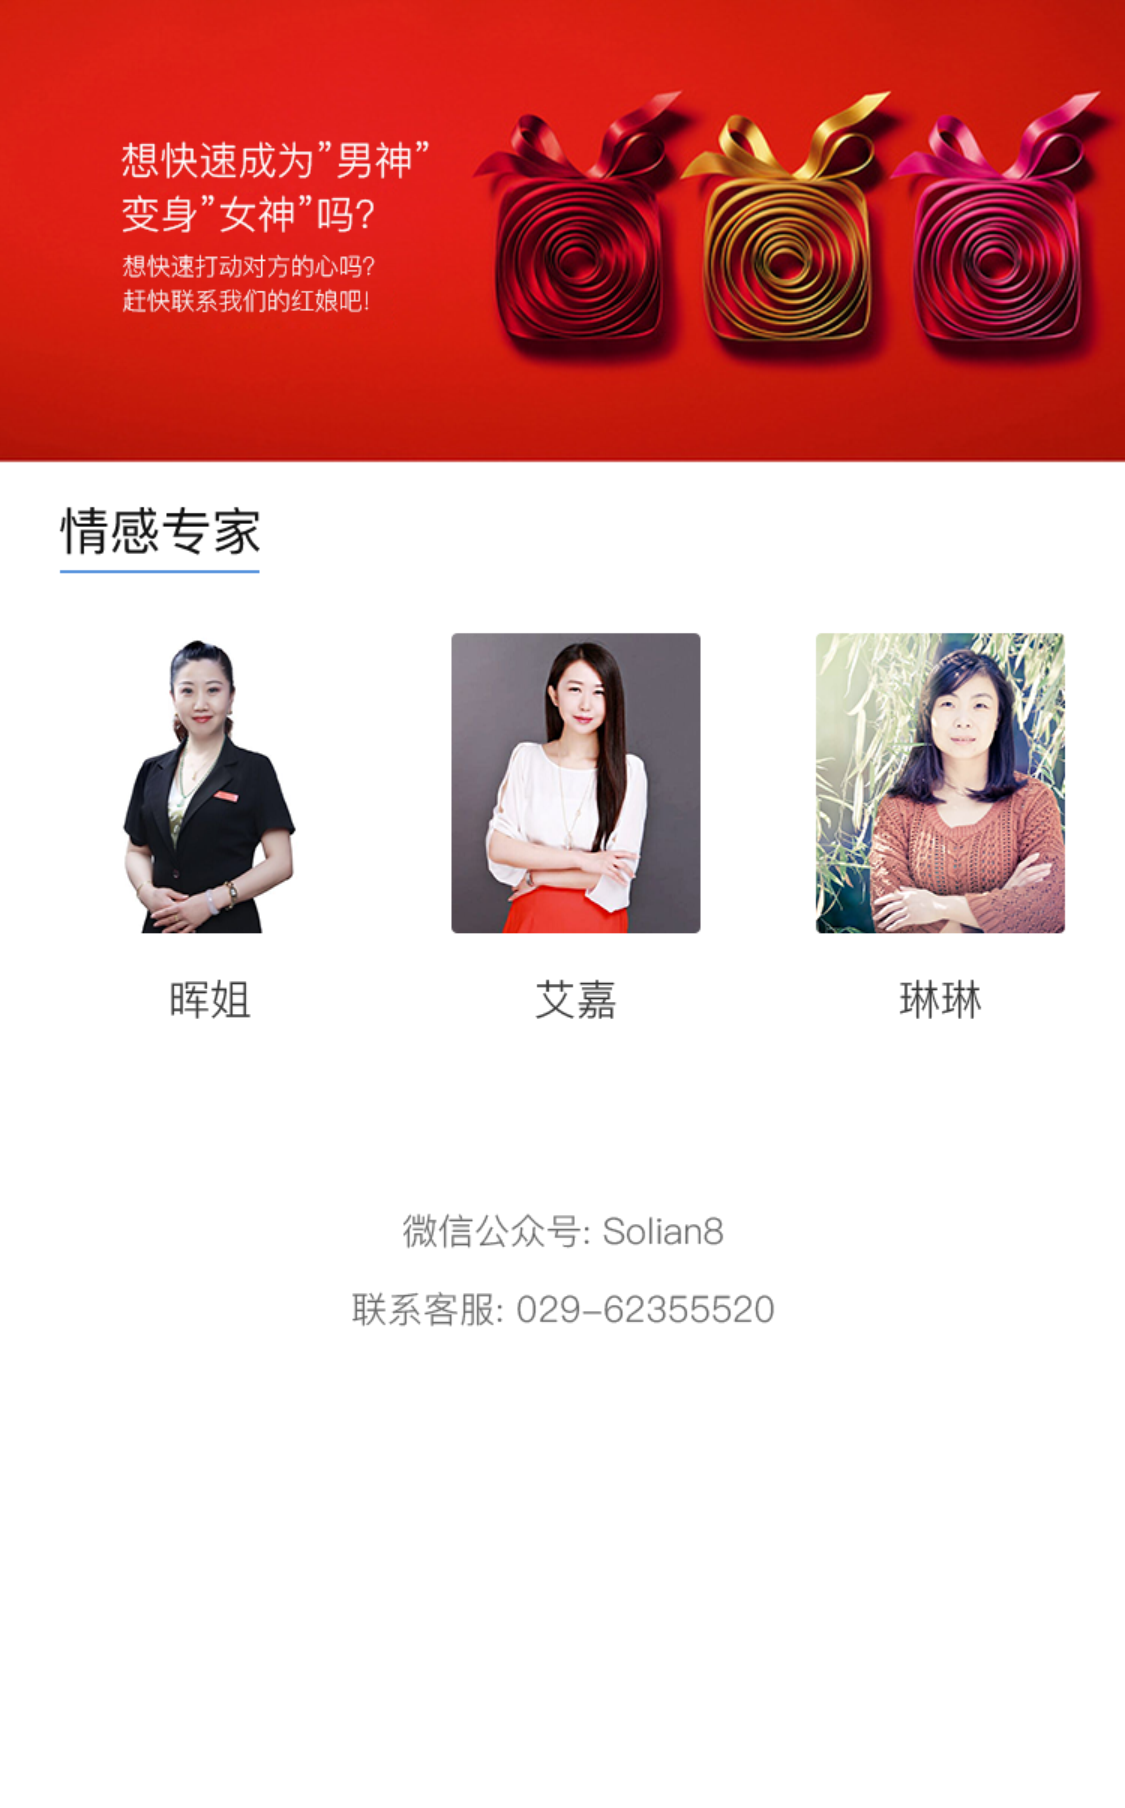 想快速成为”男神”
变身”女神”吗?
想快速打动对方的心吗?
赶快联系我们的红娘吧!
情感专家
晖姐
艾嘉
琳琳
微信公众号: Solian8
联系客服: 029-62355520